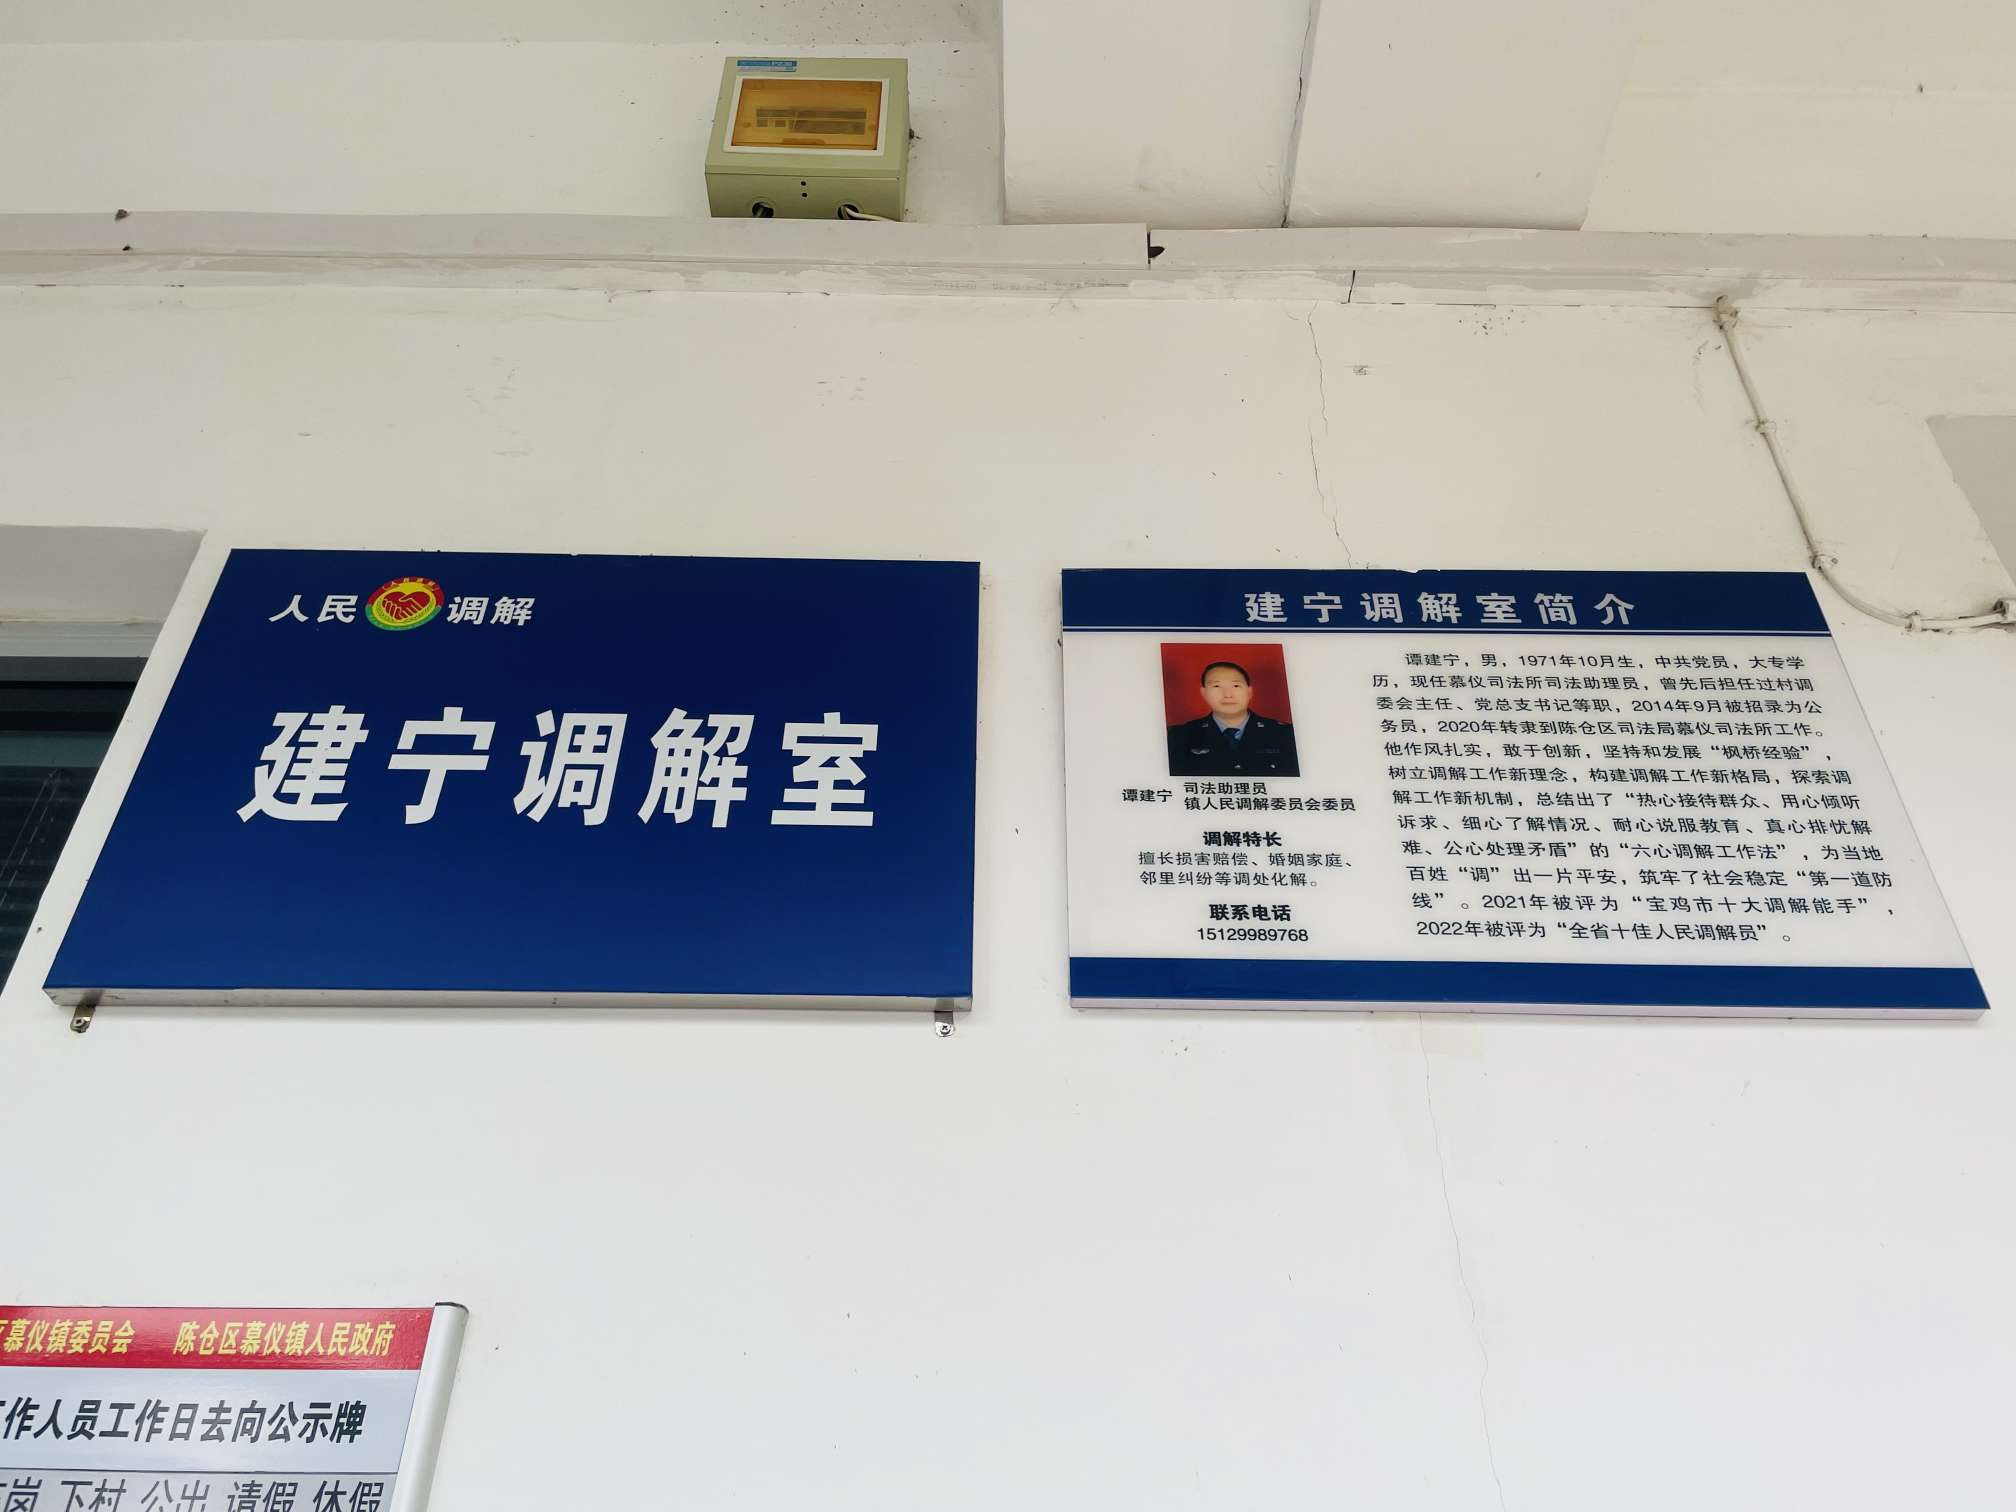 人民 调解
建宁调解室
建宁调解室简介
谭建宁 司法助理员
镇人民调解委员会委员
调解特长
擅长损害赔偿、婚姻家庭、
邻里纠纷等调处化解。
联系电话
15129989768
谭建宁，男，1971年10月生，中共党员，大专学
历，现任慕仪司法所司法助理员，曾先后担任过村调
委会主任、党总支书记等职，2014年9月被招录为公
务员，2020年转隶到陈仓区司法局慕仪司法所工作。
他作风扎实，敢于创新，坚持和发展“枫桥经验”，
树立调解工作新理念，构建调解工作新格局，探索调
解工作新机制，总结出了“热心接待群众、用心倾听
诉求、细心了解情况、耐心说服教育、真心排忧解
难、公心处理矛盾”的“六心调解工作法”，为当地
百姓“调”出一片平安，筑牢了社会稳定“第一道防
线”。2021年被评为“宝鸡市十大调解能手”，
2022年被评为“全省十佳人民调解员”。
区慕仪镇委员会 陈仓区慕仪镇人民政府
工作人员工作日去向公示牌
岗 下村 公出 请假 休假